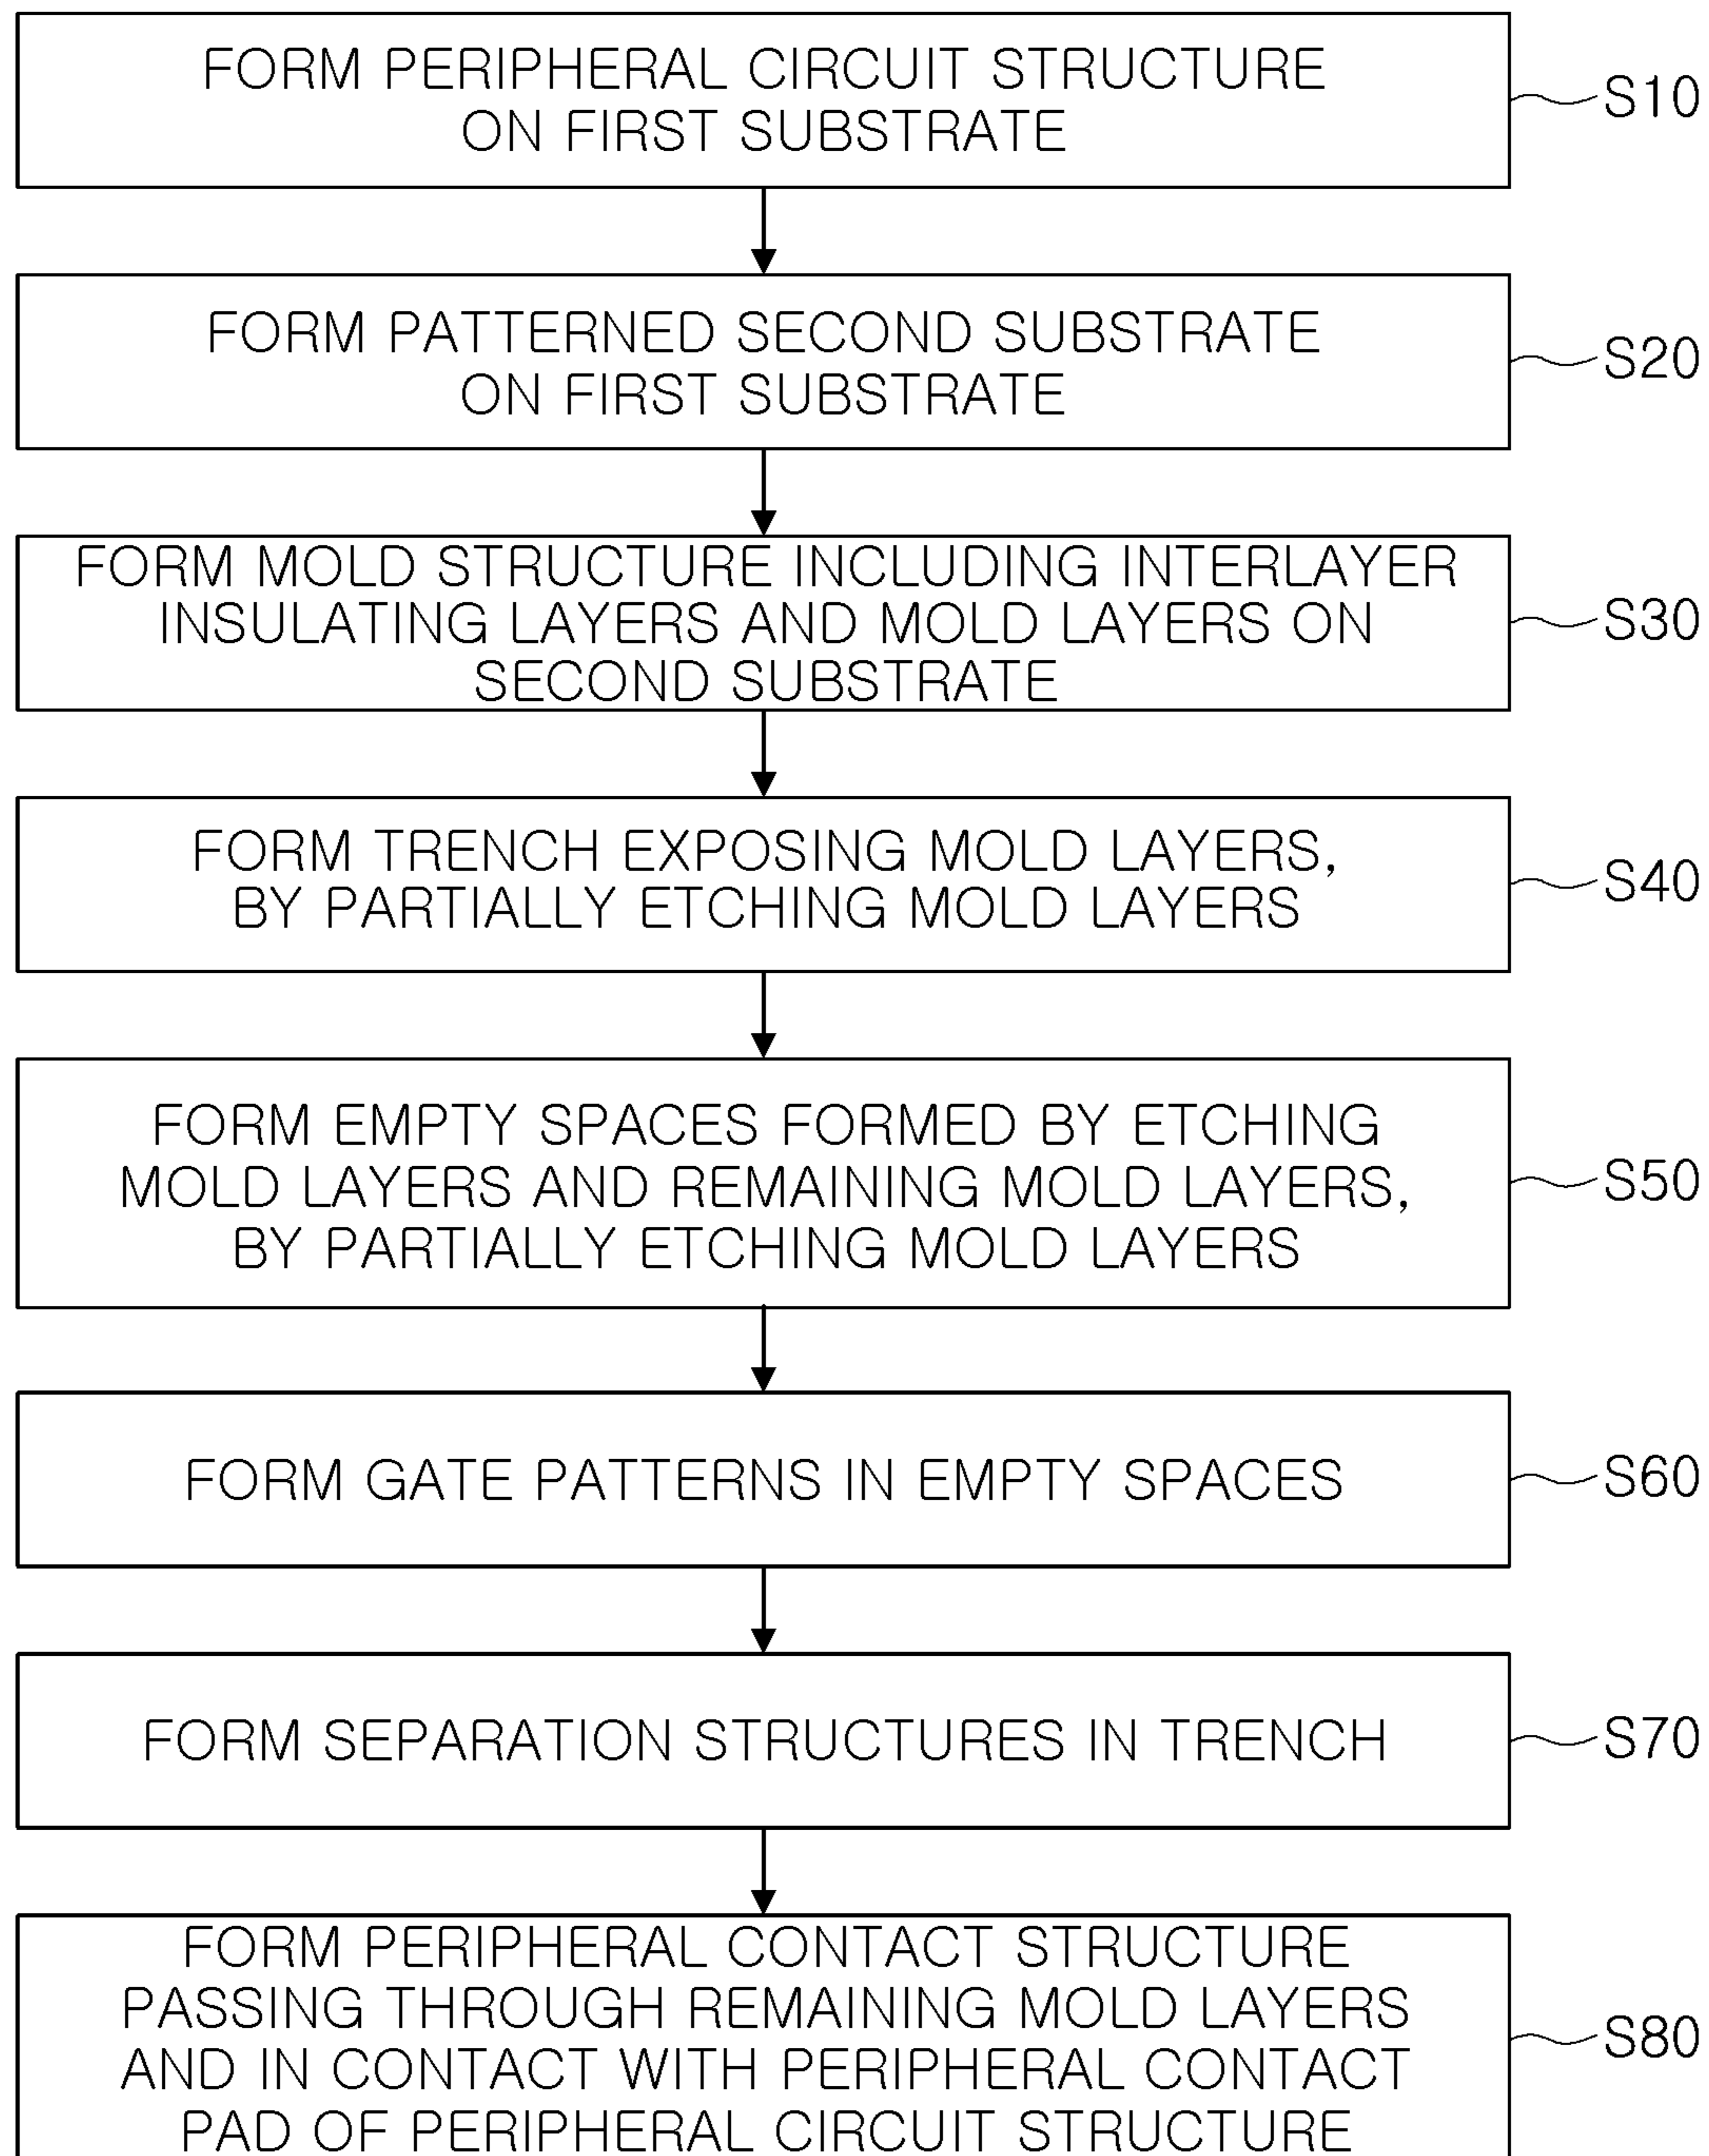 FORM PERIPHERAL CIRCUIT STRUCTURE
ON FIRST SUBSTRATE
S10
FORM PATTERNED SECOND SUBSTRATE
ON FIRST SUBSTRATE
S20
FORM MOLD STRUCTURE INCLUDING INTERLAYER
INSULATING LAYERS AND MOLD LAYERS ON
SECOND SUBSTRATE
S30
FORM TRENCH EXPOSING MOLD LAYERS,
BY PARTIALLY ETCHING MOLD LAYERS
S40
FORM EMPTY SPACES FORMED BY ETCHING
MOLD LAYERS AND REMAINING MOLD LAYERS,
BY PARTIALLY ETCHING MOLD LAYERS
S50
FORM GATE PATTERNS IN EMPTY SPACES
S60
FORM SEPARATION STRUCTURES IN TRENCH
S70
FORM PERIPHERAL CONTACT STRUCTURE
PASSING THROUGH REMAINING MOLD LAYERS
AND IN CONTACT WITH PERIPHERAL CONTACT
PAD OF PERIPHERAL CIRCUIT STRUCTURE
S80